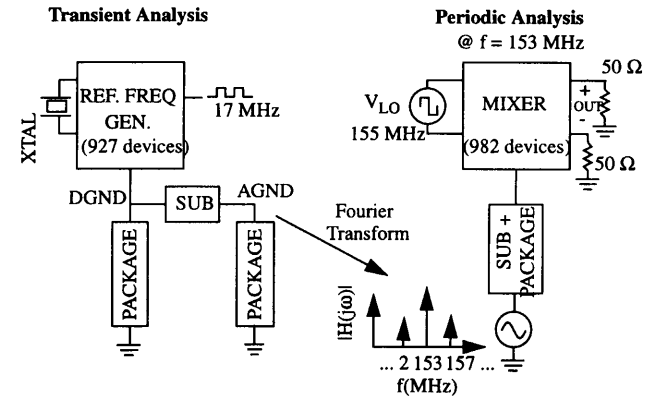 Transient Analysis
XTAL
REF. FREQ
GEN.
(927 devices)
17 MHz
DGND
SUB
AGND
PACKAGE
PACKAGE
Fourier
Transform
Periodic Analysis
@ f = 153 MHz
V_LO
155 MHz
MIXER
(982 devices)
50 Ω
+
OUT
-
50 Ω
SUB +
PACKAGE
|H(jω)|
... 2 153 157 ...
f(MHz)